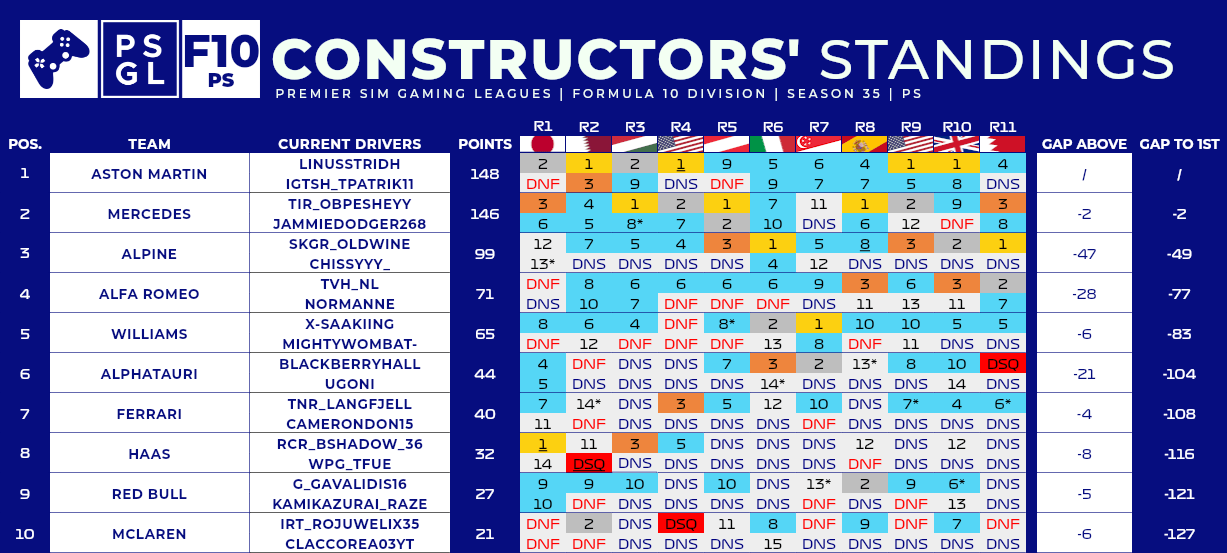 PS
GL
F10
PS
CONSTRUCTORS' STANDINGS
PREMIER SIM GAMING LEAGUES | FORMULA 10 DIVISION | SEASON 35 | PS
POS. TEAM CURRENT DRIVERS POINTS R1 R2 R3 R4 R5 R6 R7 R8 R9 R10 R11 GAP ABOVE GAP TO 1ST
1 ASTON MARTIN LINUSSTRIDH 148 2 1 2 1 9 5 6 4 1 1 4 / /
IGTSH_TPATRIK11 DNF 3 9 DNS DNF 9 7 7 5 8 DNS
2 MERCEDES TIR_OBPESHEYY 146 3 4 1 2 1 7 11 1 2 9 3 -2 -2
JAMMIEDODGER268 6 5 8* 7 2 10 DNS 6 12 DNF 8
3 ALPINE SKGR_OLDWINE 99 12 7 5 4 3 1 5 8 3 2 1 -47 -49
CHISSYYY_ 13* DNS DNS DNS DNS 4 12 DNS DNS DNS DNS
4 ALFA ROMEO TVH_NL 71 DNF 8 6 6 6 6 9 3 6 3 2 -28 -77
NORMANNE DNS 10 7 DNF DNF DNF DNS 11 13 11 7
5 WILLIAMS X-SAAKIING 65 8 6 4 DNF 8* 2 1 10 10 5 5 -6 -83
MIGHTYWOMBAT- DNF 12 DNF DNF DNF 13 8 DNF 11 DNS DNS
6 ALPHATAURI BLACKBERRYHALL 44 4 DNF DNS DNS 7 3 2 13* 8 10 DSQ -21 -104
UGONI 5 DNS DNS DNS DNS 14* DNS DNS DNS 14 DNS
7 FERRARI TNR_LANGFJELL 40 7 14* DNS 3 5 12 10 DNS 7* 4 6* -4 -108
CAMERONDON15 11 DNF DNS DNS DNS DNS DNF DNS DNS DNS DNS
8 HAAS RCR_BSHADOW_36 32 1 11 3 5 DNS DNS DNS 12 DNS 12 DNS -8 -116
WPG_TFUE 14 DSQ DNS DNS DNS DNS DNS DNF DNS DNS DNS
9 RED BULL G_GAVALIDIS16 27 9 9 10 DNS 10 DNS 13* 2 9 6* DNS -5 -121
KAMIKAZURAI_RAZE 10 DNF DNS DNS DNS DNS DNF DNS DNF 13 DNS
10 MCLAREN IRT_ROJUWELIX35 21 DNF 2 DNS DSQ 11 8 DNF 9 DNF 7 DNF -6 -127
CLACCOREA03YT DNF DNF DNS DNS DNS 15 DNS DNS DNS DNS DNS